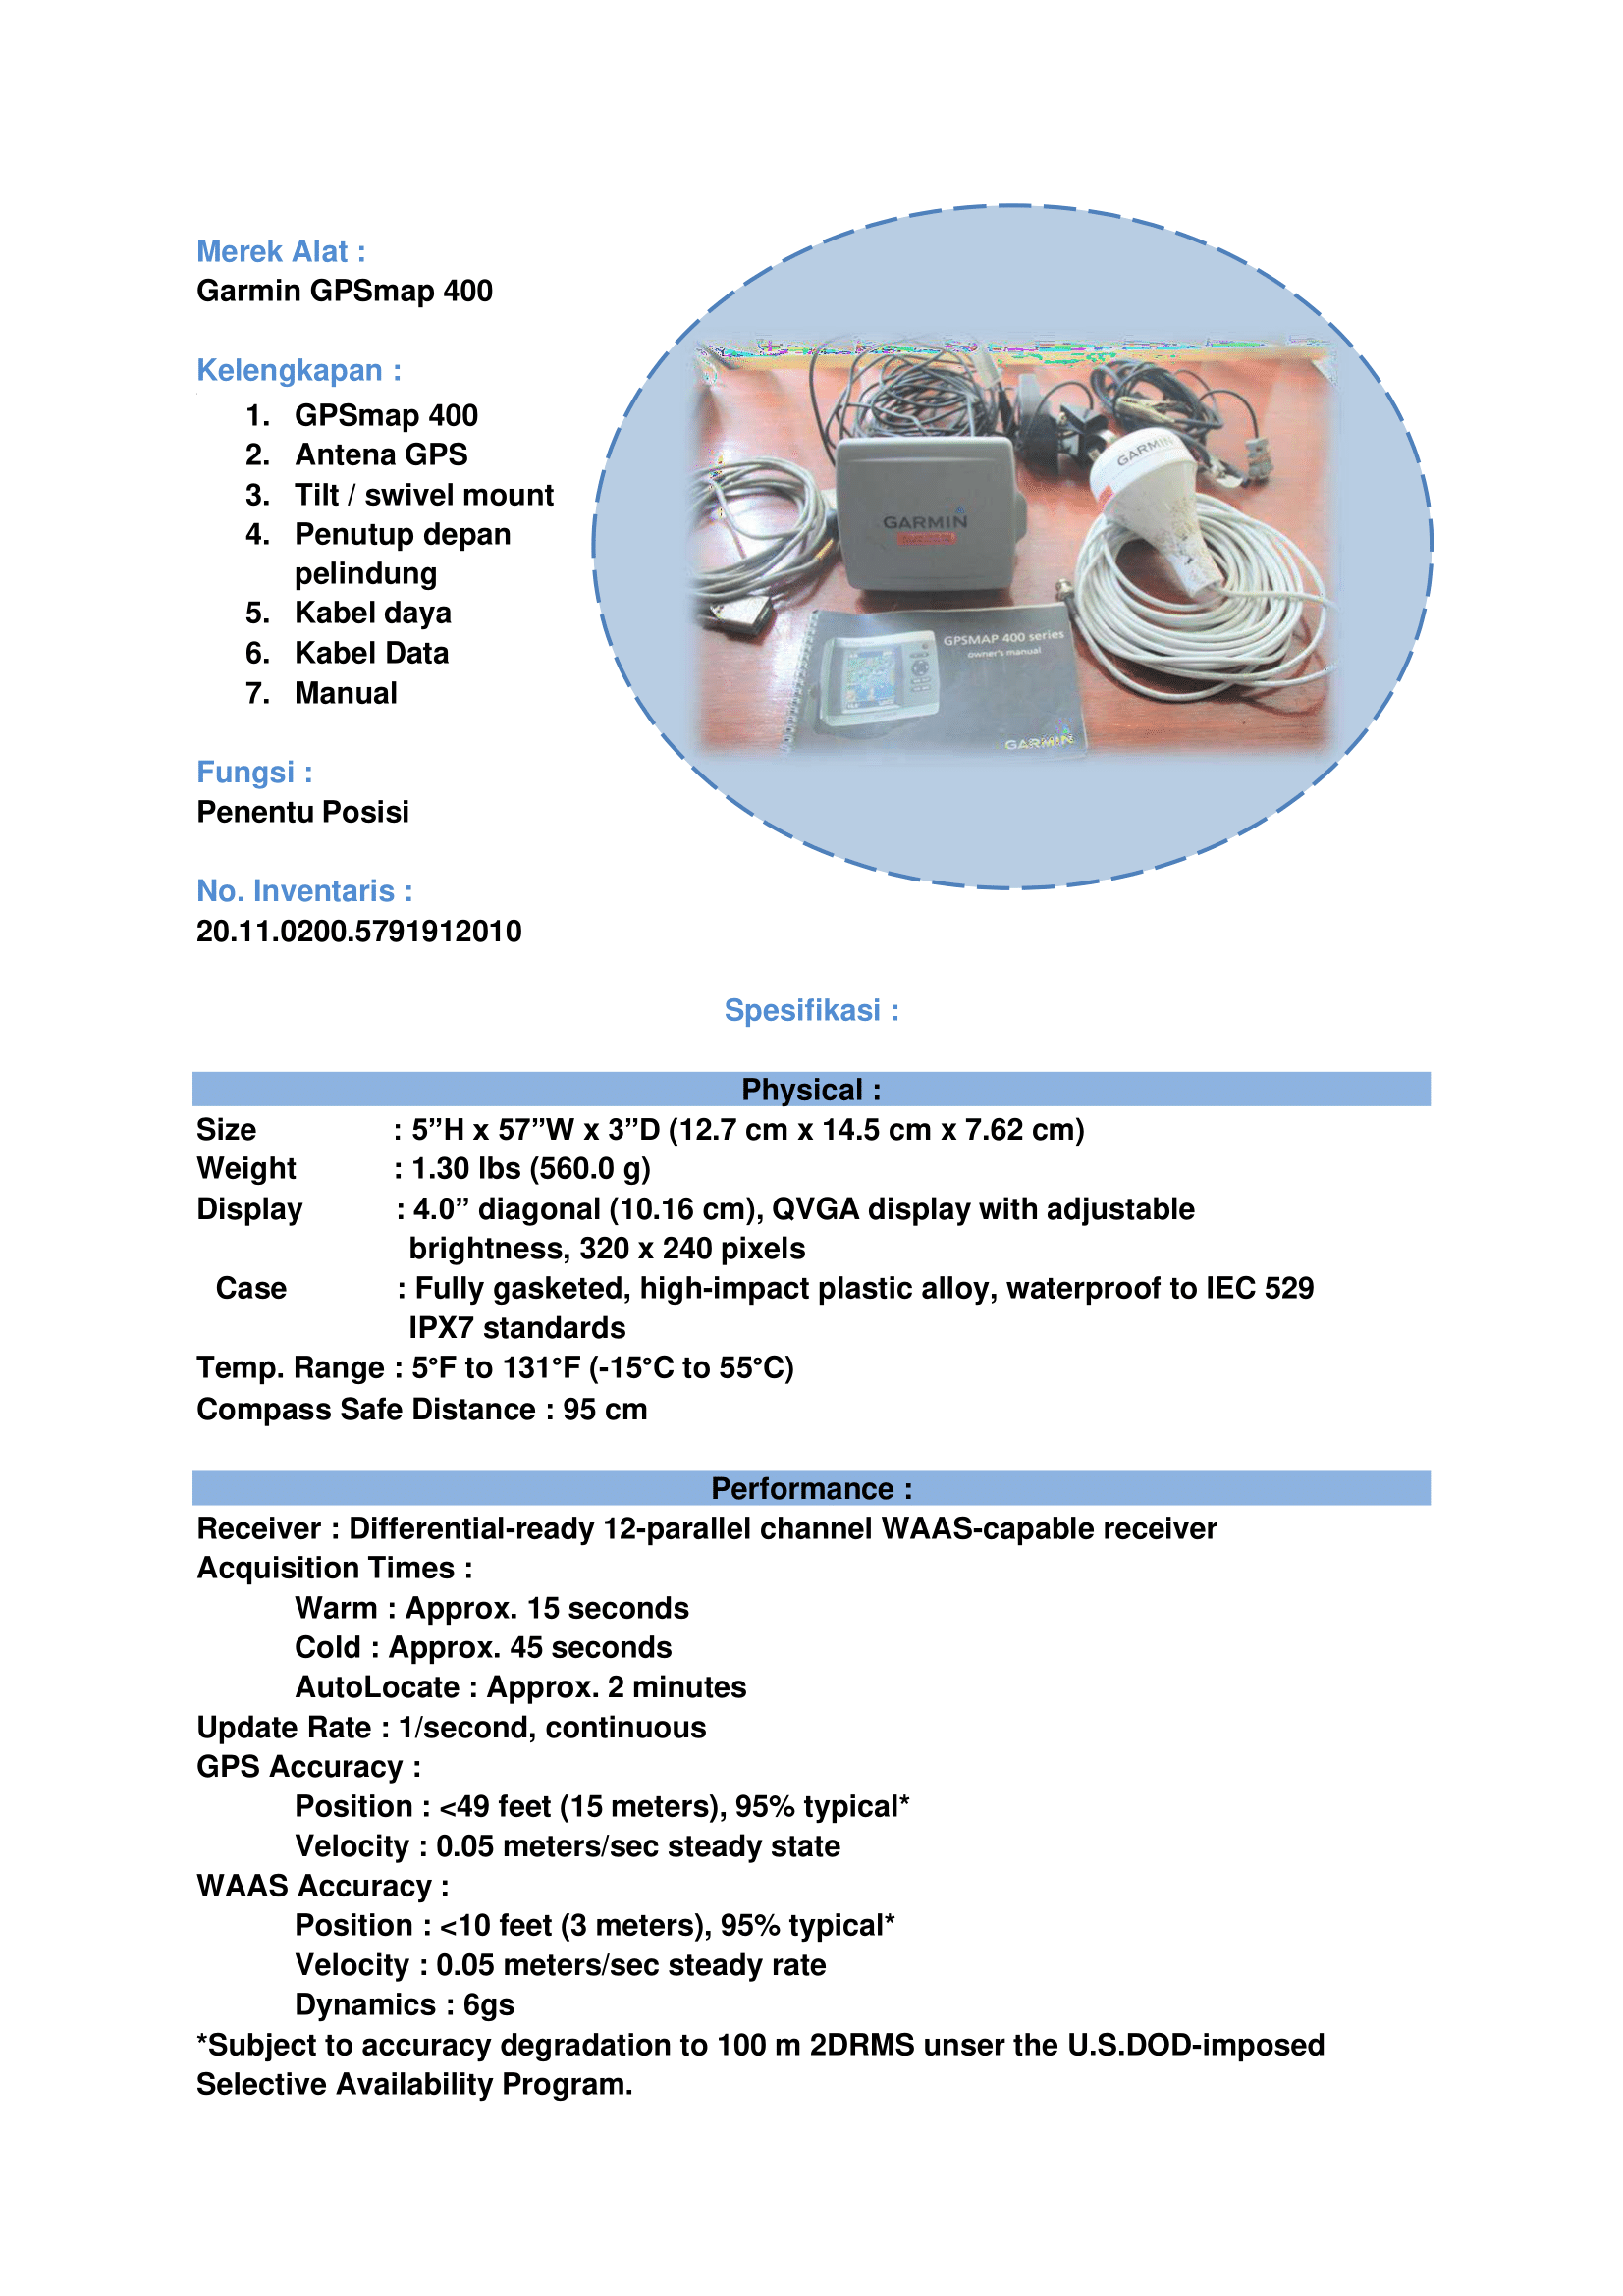 Merek Alat :
Garmin GPSmap 400
Kelengkapan :
1. GPSmap 400
2. Antena GPS
3. Tilt / swivel mount
4. Penutup depan
pelindung
5. Kabel daya
6. Kabel Data
7. Manual
Fungsi :
Penentu Posisi
No. Inventaris :
20.11.0200.5791912010
GARMIN
GARMIN
GPSMAP 400 series
owner's manual
GARMIN
Spesifikasi :
Physical :
Size : 5”H x 57”W x 3”D (12.7 cm x 14.5 cm x 7.62 cm)
Weight : 1.30 lbs (560.0 g)
Display : 4.0” diagonal (10.16 cm), QVGA display with adjustable
brightness, 320 x 240 pixels
Case : Fully gasketed, high-impact plastic alloy, waterproof to IEC 529
IPX7 standards
Temp. Range : 5°F to 131°F (-15°C to 55°C)
Compass Safe Distance : 95 cm
Performance :
Receiver : Differential-ready 12-parallel channel WAAS-capable receiver
Acquisition Times :
Warm : Approx. 15 seconds
Cold : Approx. 45 seconds
AutoLocate : Approx. 2 minutes
Update Rate : 1/second, continuous
GPS Accuracy :
Position : <49 feet (15 meters), 95% typical*
Velocity : 0.05 meters/sec steady state
WAAS Accuracy :
Position : <10 feet (3 meters), 95% typical*
Velocity : 0.05 meters/sec steady rate
Dynamics : 6gs
*Subject to accuracy degradation to 100 m 2DRMS unser the U.S.DOD-imposed
Selective Availability Program.